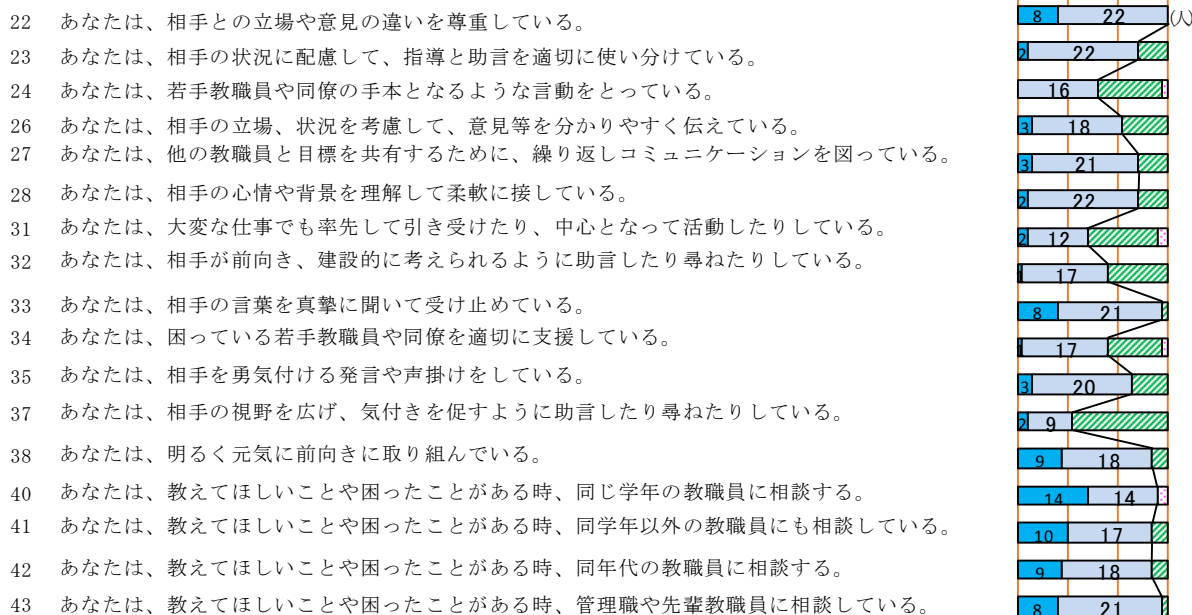 22 あなたは、相手との立場や意見の違いを尊重している。 8 22 (人)
23 あなたは、相手の状況に配慮して、指導と助言を適切に使い分けている。 2 22
24 あなたは、若手教職員や同僚の手本となるような言動をとっている。 16
26 あなたは、相手の立場、状況を考慮して、意見等を分かりやすく伝えている。 3 18
27 あなたは、他の教職員と目標を共有するために、繰り返しコミュニケーションを図っている。 3 21
28 あなたは、相手の心情や背景を理解して柔軟に接している。 2 22
31 あなたは、大変な仕事でも率先して引き受けたり、中心となって活動したりしている。 2 12
32 あなたは、相手が前向き、建設的に考えられるように助言したり尋ねたりしている。 1 17
33 あなたは、相手の言葉を真摯に聞いて受け止めている。 8 21
34 あなたは、困っている若手教職員や同僚を適切に支援している。 1 17
35 あなたは、相手を勇気付ける発言や声掛けをしている。 3 20
37 あなたは、相手の視野を広げ、気付きを促すように助言したり尋ねたりしている。 2 9
38 あなたは、明るく元気に前向きに取り組んでいる。 9 18
40 あなたは、教えてほしいことや困ったことがある時、同じ学年の教職員に相談する。 14 14
41 あなたは、教えてほしいことや困ったことがある時、同学年以外の教職員にも相談している。 10 17
42 あなたは、教えてほしいことや困ったことがある時、同年代の教職員に相談する。 9 18
43 あなたは、教えてほしいことや困ったことがある時、管理職や先輩教職員に相談している。 8 21